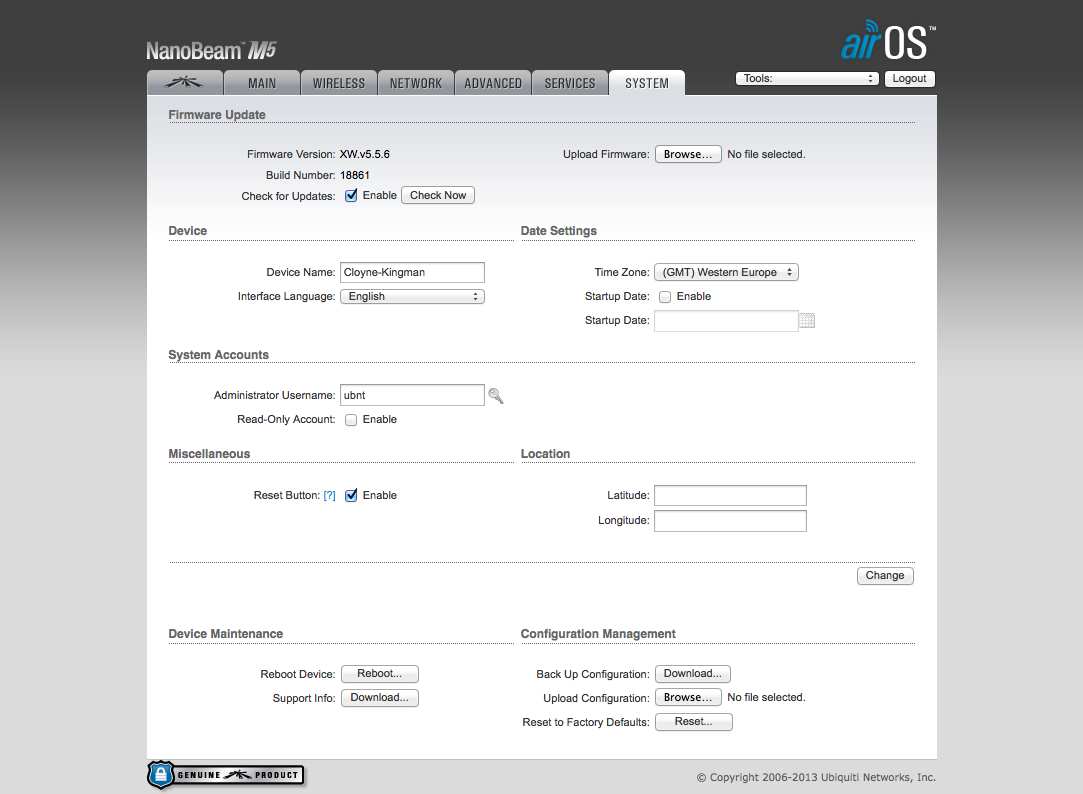 NanoBeam™ M5
airOS™
MAIN WIRELESS NETWORK ADVANCED SERVICES SYSTEM Tools: Logout
Firmware Update
Firmware Version: XW.v5.5.6 Upload Firmware: Browse... No file selected.
Build Number: 18861
Check for Updates: Enable Check Now
Device Date Settings
Device Name: Cloyne-Kingman Time Zone: (GMT) Western Europe
Interface Language: English Startup Date: Enable
Startup Date:
System Accounts
Administrator Username: ubnt
Read-Only Account: Enable
Miscellaneous Location
Reset Button: [?] Enable Latitude:
Longitude:
Change
Device Maintenance Configuration Management
Reboot Device: Reboot... Back Up Configuration: Download...
Support Info: Download... Upload Configuration: Browse... No file selected.
Reset to Factory Defaults: Reset...
GENUINE PRODUCT © Copyright 2006-2013 Ubiquiti Networks, Inc.